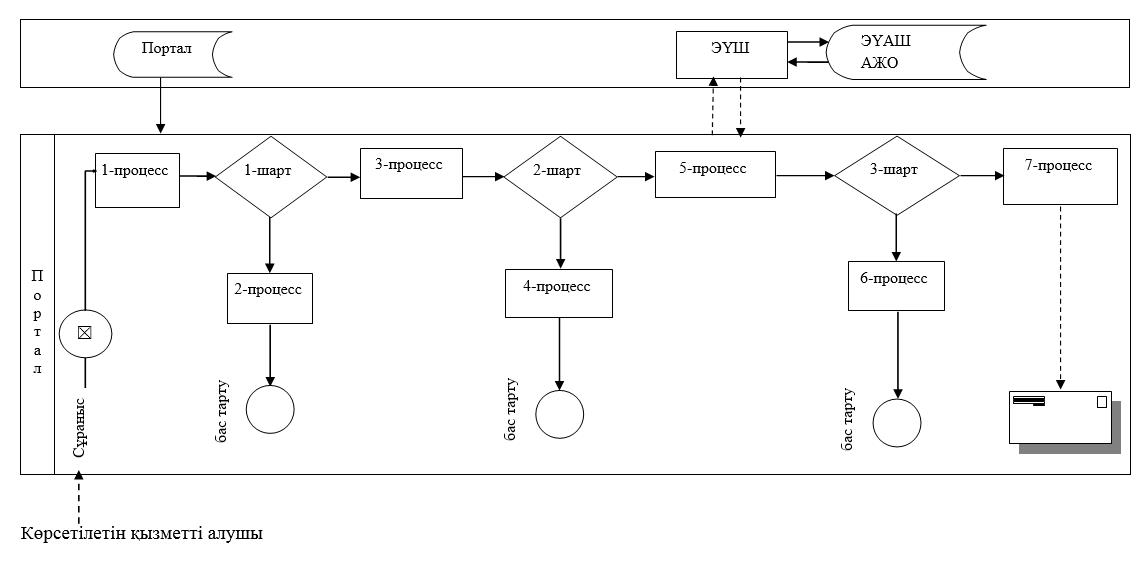 Портал
ЭҮШ
ЭҮАШ
АЖО
1-процесс
1-шарт
3-процесс
2-шарт
5-процесс
3-шарт
7-процесс
2-процесс
4-процесс
6-процесс
Портал
Сұраныс
бас тарту
бас тарту
бас тарту
Көрсетілетін қызметті алушы